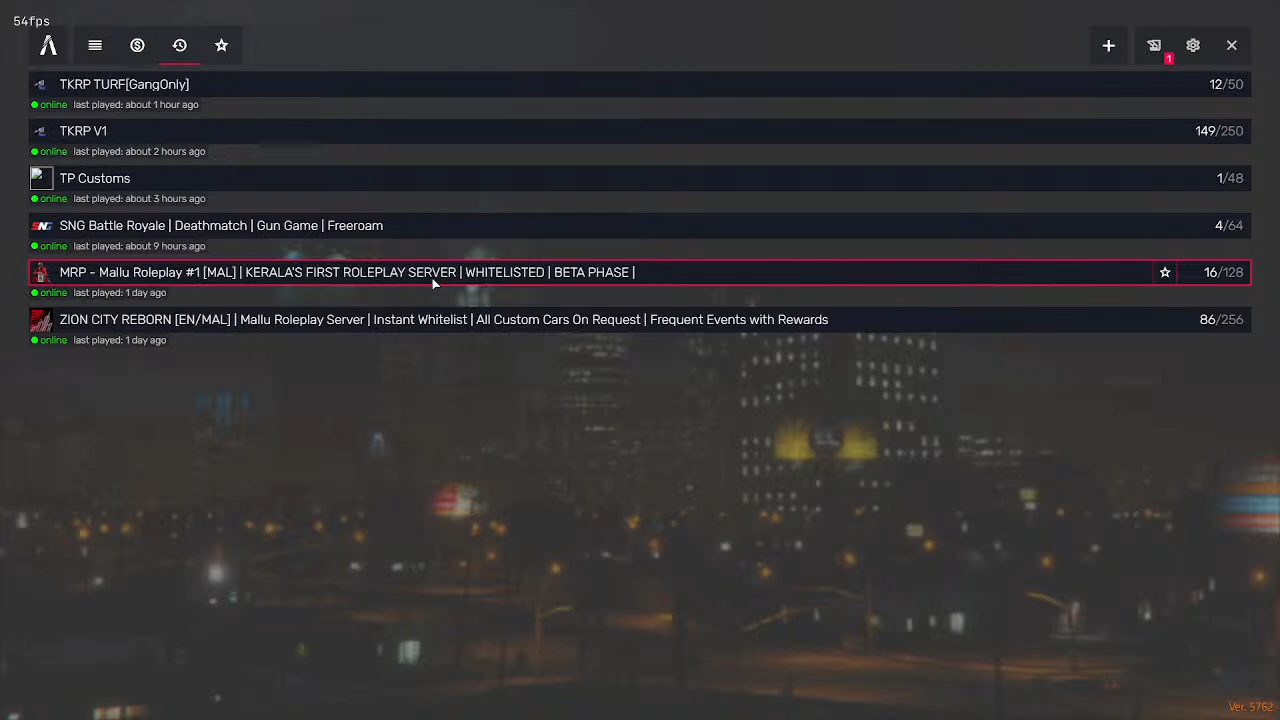 54fps
1
TKRP TURF[GangOnly] 12/50
online last played: about 1 hour ago
TKRP V1 149/250
online last played: about 2 hours ago
TP Customs 1/48
online last played: about 3 hours ago
SNG SNG Battle Royale | Deathmatch | Gun Game | Freeroam 4/64
online last played: about 9 hours ago
MRP - Mallu Roleplay #1 [MAL] | KERALA'S FIRST ROLEPLAY SERVER | WHITELISTED | BETA PHASE | 16/128
online last played: 1 day ago
ZION CITY REBORN [EN/MAL] | Mallu Roleplay Server | Instant Whitelist | All Custom Cars On Request | Frequent Events with Rewards 86/256
online last played: 1 day ago
Ver. 5762